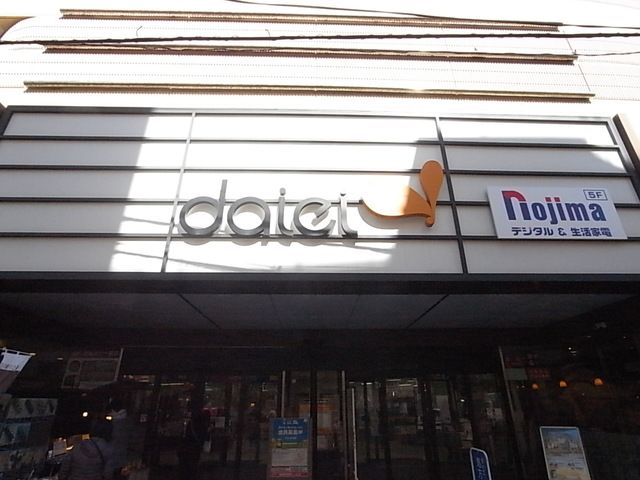 daiei
5F
nojima
デジタル & 生活家電